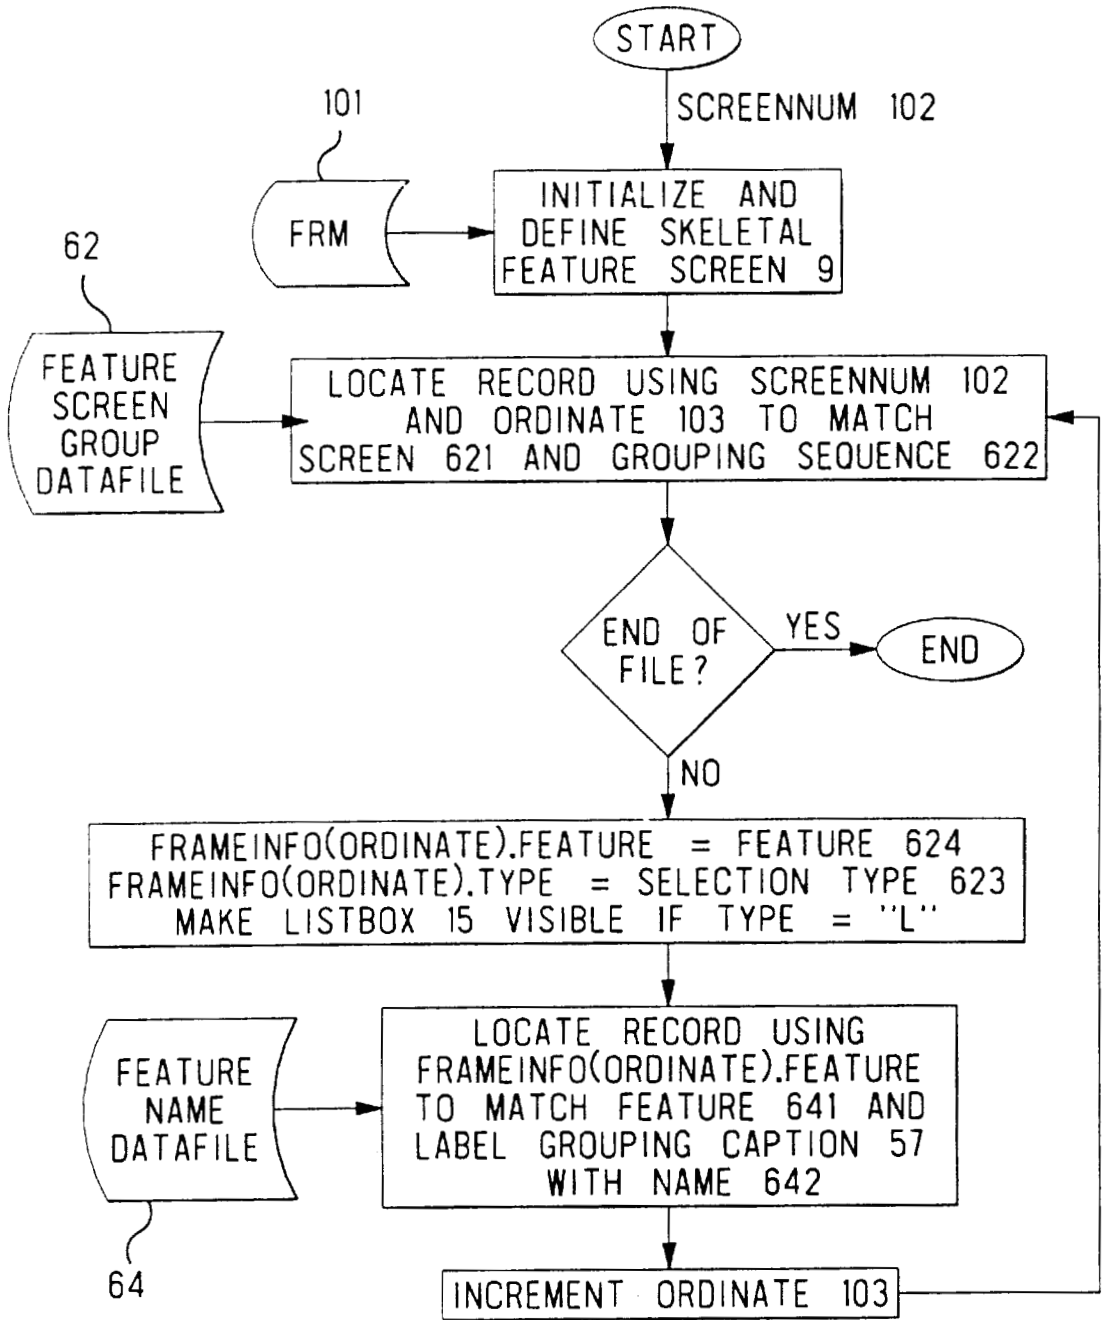 START
SCREENNUM 102
101
FRM
INITIALIZE AND
DEFINE SKELETAL
FEATURE SCREEN 9
62
FEATURE
SCREEN
GROUP
DATAFILE
LOCATE RECORD USING SCREENNUM 102
AND ORDINATE 103 TO MATCH
SCREEN 621 AND GROUPING SEQUENCE 622
END OF
FILE?
YES
END
NO
FRAMEINFO(ORDINATE).FEATURE = FEATURE 624
FRAMEINFO(ORDINATE).TYPE = SELECTION TYPE 623
MAKE LISTBOX 15 VISIBLE IF TYPE = "L"
FEATURE
NAME
DATAFILE
64
LOCATE RECORD USING
FRAMEINFO(ORDINATE).FEATURE
TO MATCH FEATURE 641 AND
LABEL GROUPING CAPTION 57
WITH NAME 642
INCREMENT ORDINATE 103